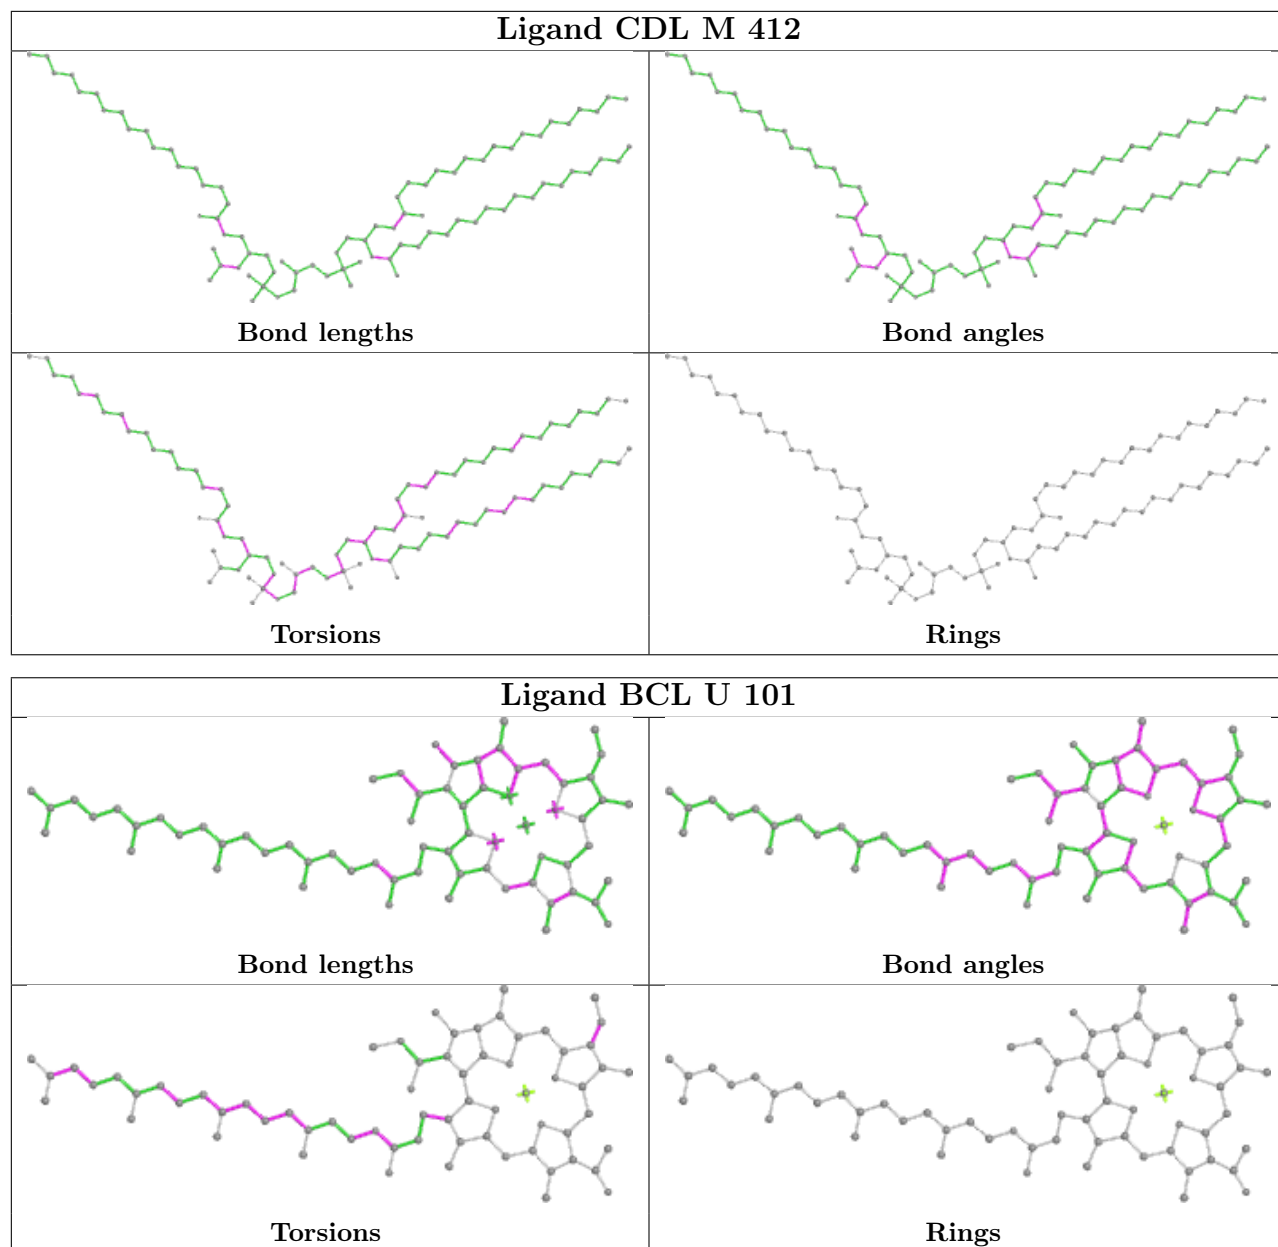 Ligand CDL M 412
Bond lengths
Bond angles
Torsions
Rings
Ligand BCL U 101
Bond lengths
Bond angles
Torsions
Rings